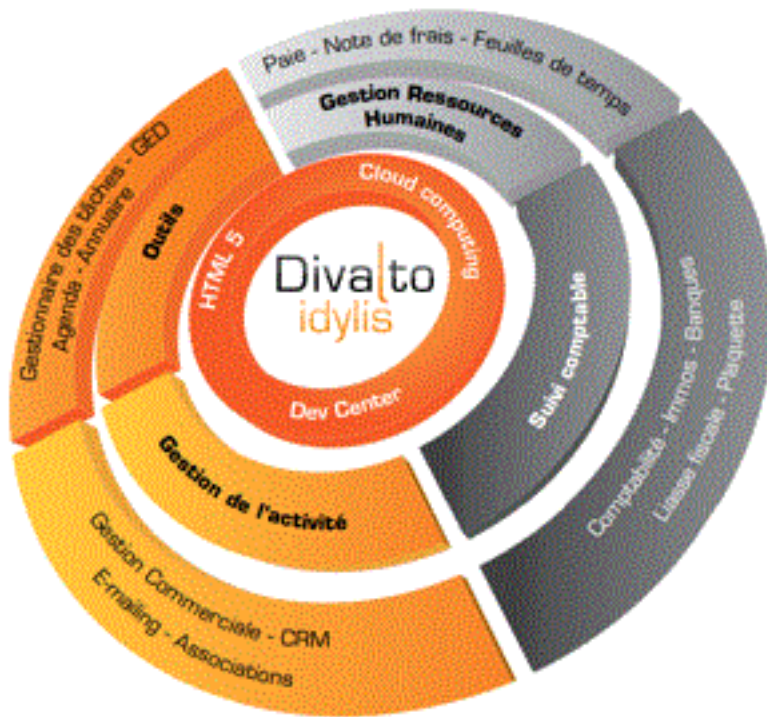 Paie - Note de frais - Feuilles de temps
Gestion Ressources
Humaines
Gestionnaire des tâches - GED
Agenda - Annuaire
Outils
HTML 5
Cloud computing
Dev Center
Divalto
idylis
Suivi comptable
Comptabilité - Immos - Banques
Liasse fiscale - Plaquette
Gestion de l'activité
Gestion Commerciale - CRM
E-mailing - Associations